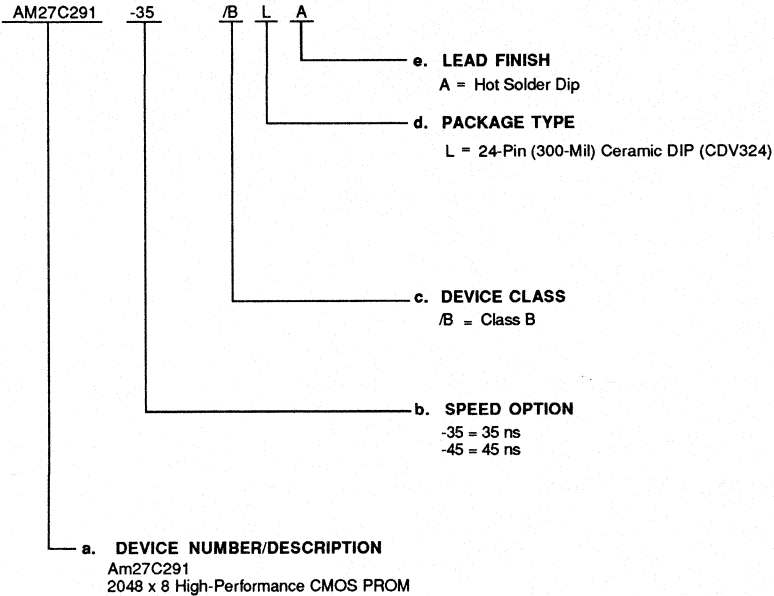 AM27C291 -35 /B L A
e. LEAD FINISH
A = Hot Solder Dip
d. PACKAGE TYPE
L = 24-Pin (300-Mil) Ceramic DIP (CDV324)
c. DEVICE CLASS
/B = Class B
b. SPEED OPTION
-35 = 35 ns
-45 = 45 ns
a. DEVICE NUMBER/DESCRIPTION
Am27C291
2048 x 8 High-Performance CMOS PROM